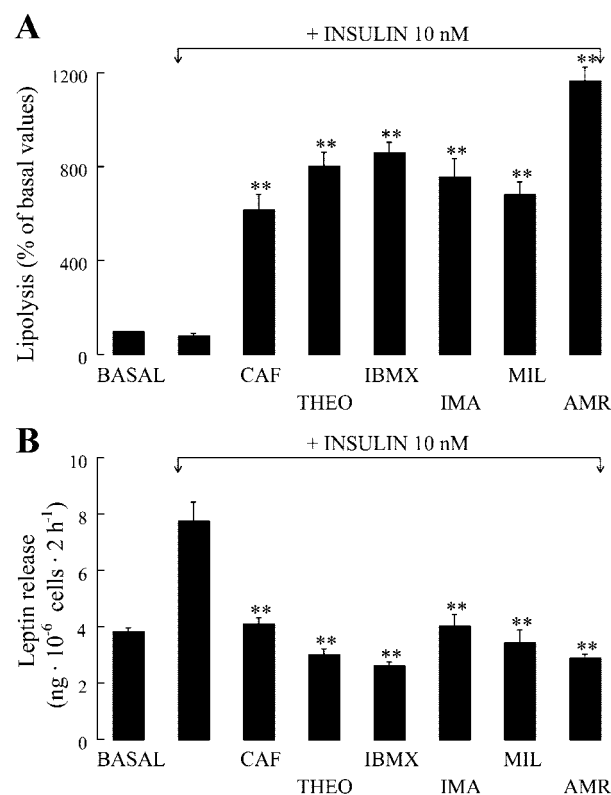 A
+ INSULIN 10 nM
Lipolysis (% of basal values)
1200
800
400
0
**
**
**
**
**
**
BASAL
CAF
THEO
IBMX
IMA
MIL
AMR
B
+ INSULIN 10 nM
Leptin release
(ng · 10⁻⁶ cells · 2 h⁻¹)
10
8
6
4
2
0
**
**
**
**
**
**
BASAL
CAF
THEO
IBMX
IMA
MIL
AMR